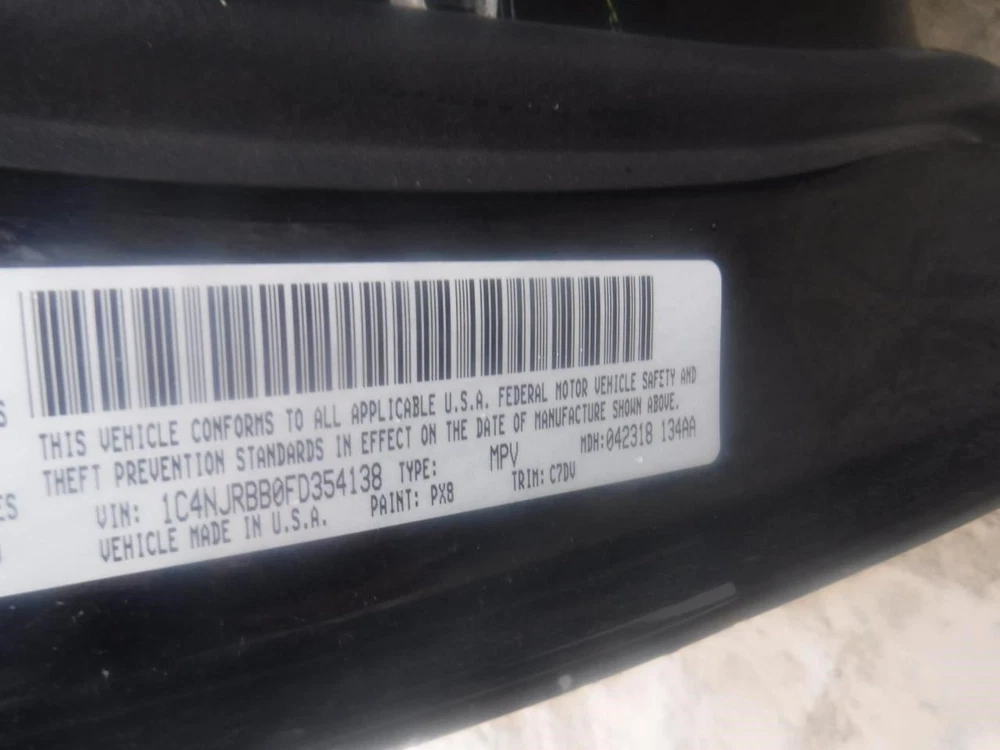 S
THIS VEHICLE CONFORMS TO ALL APPLICABLE U.S.A. FEDERAL MOTOR VEHICLE SAFETY AND
THEFT PREVENTION STANDARDS IN EFFECT ON THE DATE OF MANUFACTURE SHOWN ABOVE.
ES VIN: 1C4NJRBB0FD354138 TYPE: MPV MDH:042318 134AA
VEHICLE MADE IN U.S.A. PAINT: PX8 TRIM: C7DV